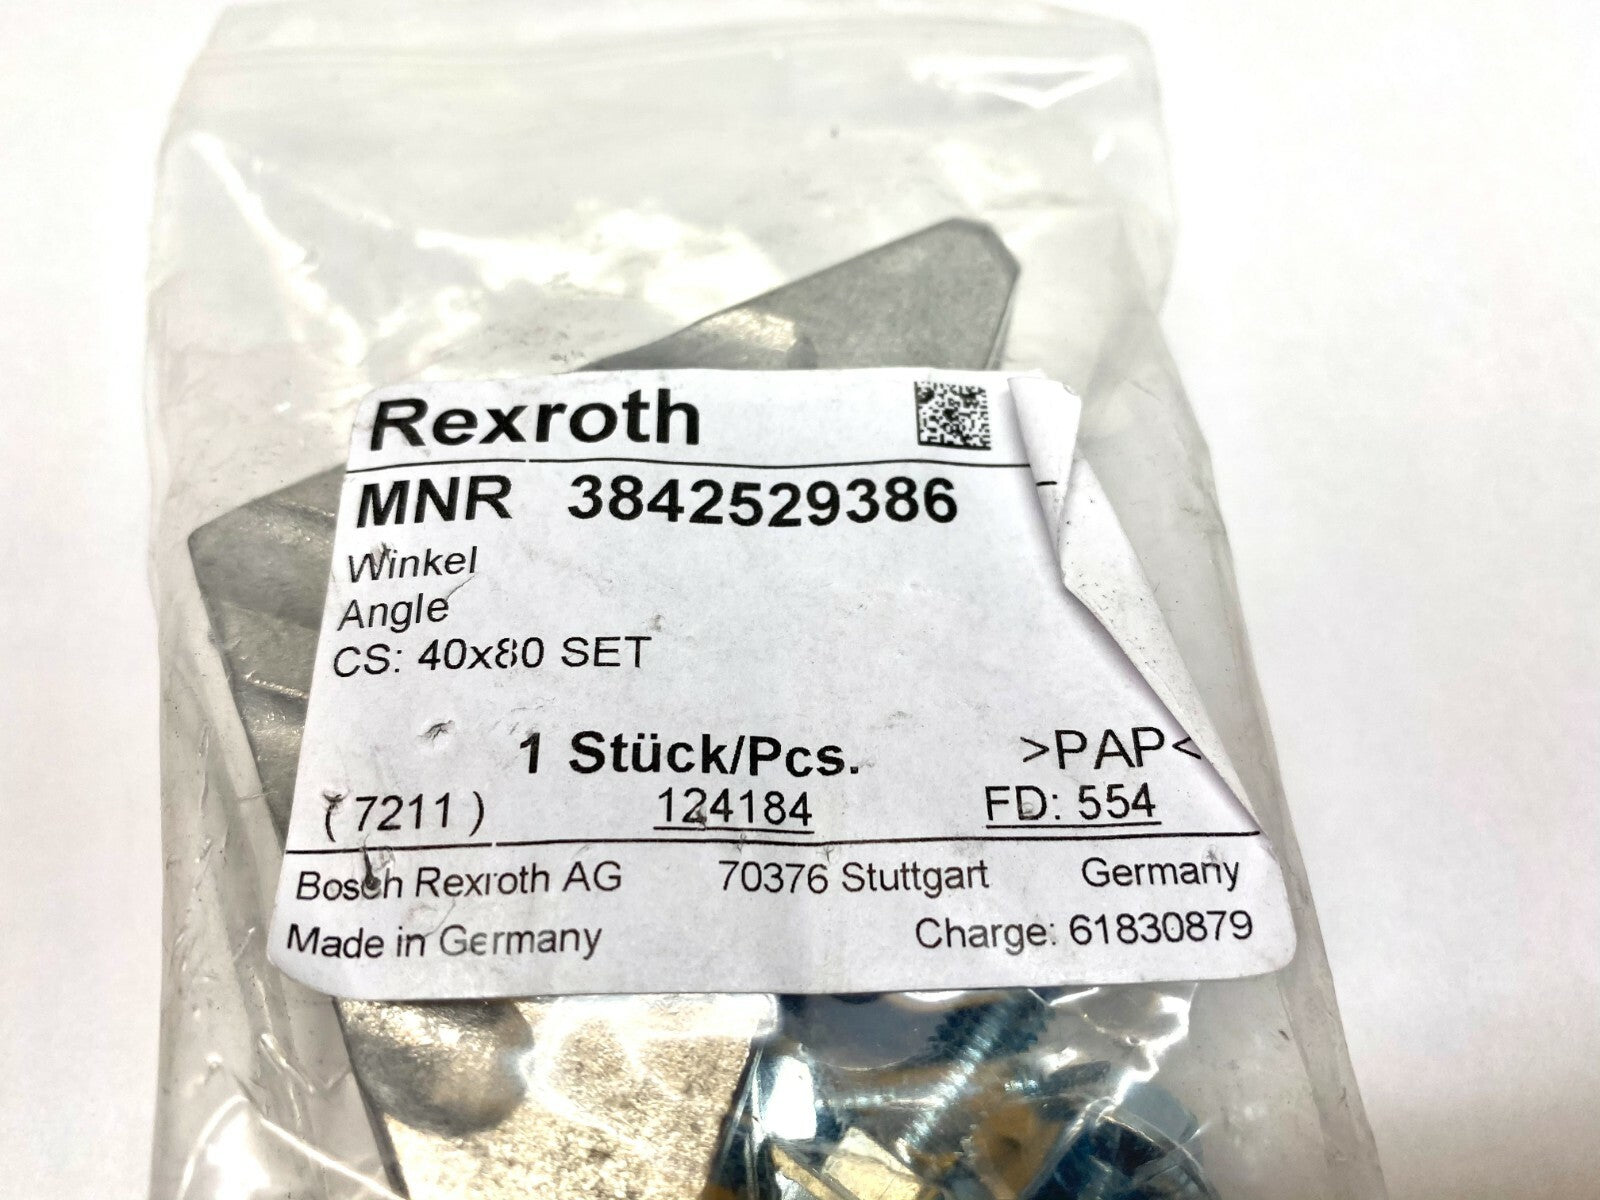 Rexroth
MNR 3842529386
Winkel
Angle
CS: 40x80 SET
1 Stück/Pcs. >PAP<
(7211) 124184 FD: 554
Bosch Rexroth AG 70376 Stuttgart Germany
Made in Germany Charge: 61830879